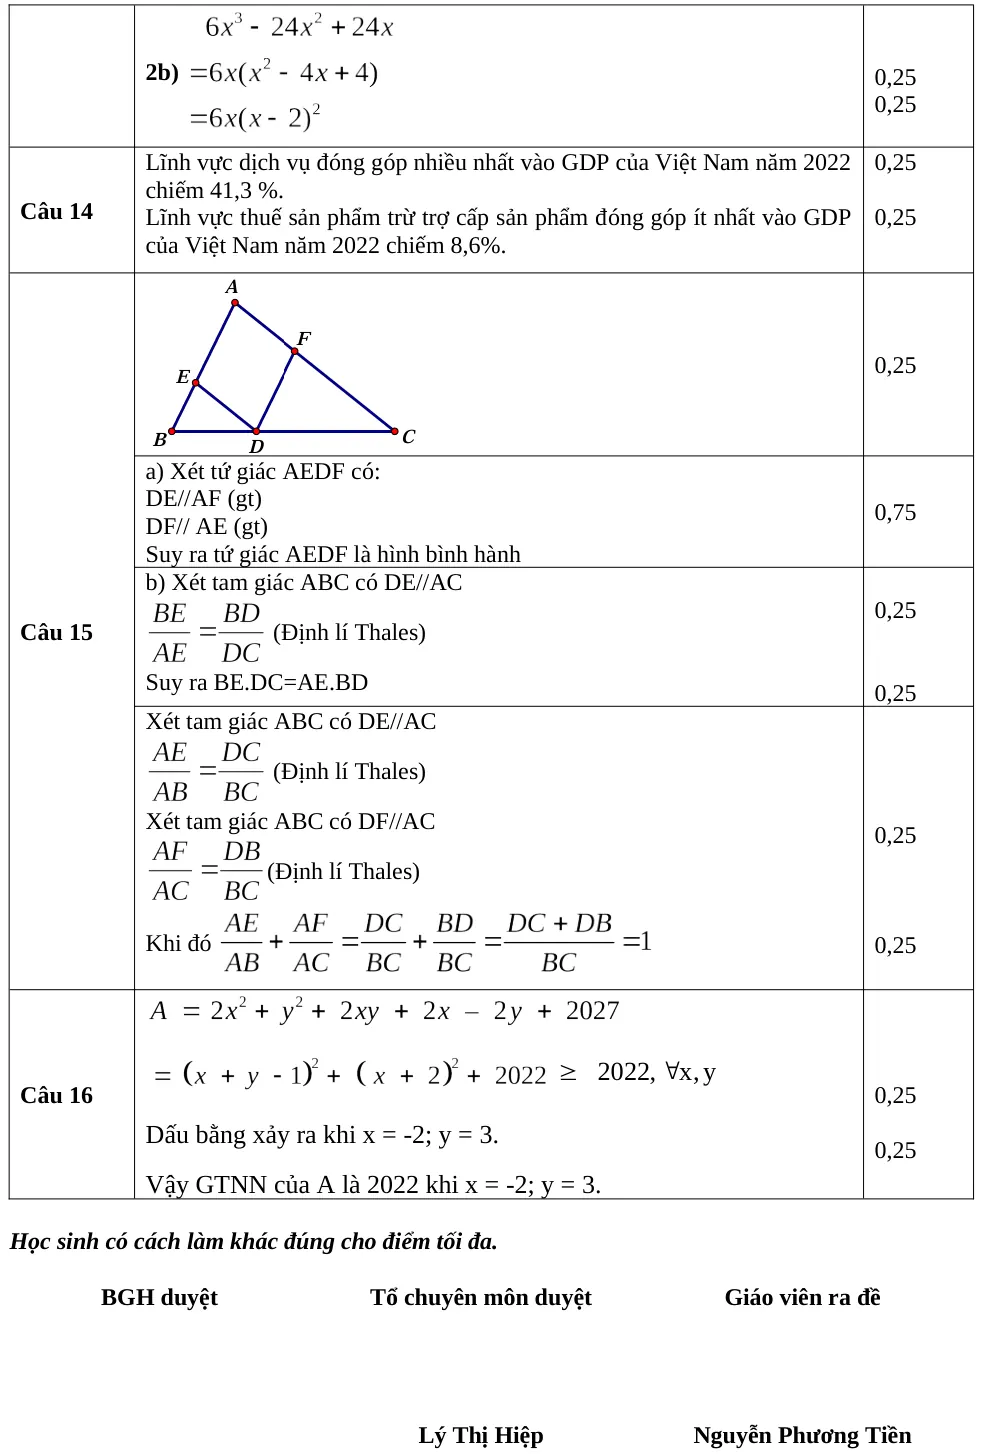 6x³ - 24x² + 24x
2b) =6x(x² - 4x + 4)
=6x(x - 2)²
0,25
0,25
Câu 14
Lĩnh vực dịch vụ đóng góp nhiều nhất vào GDP của Việt Nam năm 2022
chiếm 41,3 %.
Lĩnh vực thuế sản phẩm trừ trợ cấp sản phẩm đóng góp ít nhất vào GDP
của Việt Nam năm 2022 chiếm 8,6%.
0,25
0,25
Câu 15
A
F
E
B
D
C
0,25
a) Xét tứ giác AEDF có:
DE//AF (gt)
DF// AE (gt)
Suy ra tứ giác AEDF là hình bình hành
0,75
b) Xét tam giác ABC có DE//AC
BE/AE = BD/DC (Định lí Thales)
Suy ra BE.DC=AE.BD
0,25
0,25
Xét tam giác ABC có DE//AC
AE/AB = DC/BC (Định lí Thales)
Xét tam giác ABC có DF//AC
AF/AC = DB/BC (Định lí Thales)
Khi đó AE/AB + AF/AC = DC/BC + BD/BC = (DC + DB)/BC =1
0,25
0,25
Câu 16
A = 2x² + y² + 2xy + 2x – 2y + 2027
= (x + y - 1)² + ( x + 2)² + 2022 ≥ 2022, ∀x,y
Dấu bằng xảy ra khi x = -2; y = 3.
Vậy GTNN của A là 2022 khi x = -2; y = 3.
0,25
0,25
Học sinh có cách làm khác đúng cho điểm tối đa.
BGH duyệt Tổ chuyên môn duyệt Giáo viên ra đề
Lý Thị Hiệp Nguyễn Phương Tiền